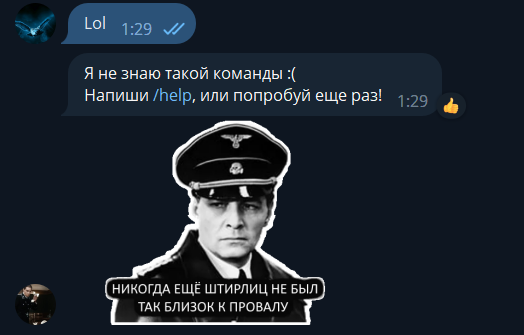 Lol 1:29
Я не знаю такой команды :(
Напиши /help, или попробуй еще раз! 1:29
НИКОГДА ЕЩЁ ШТИРЛИЦ НЕ БЫЛ
ТАК БЛИЗОК К ПРОВАЛУ